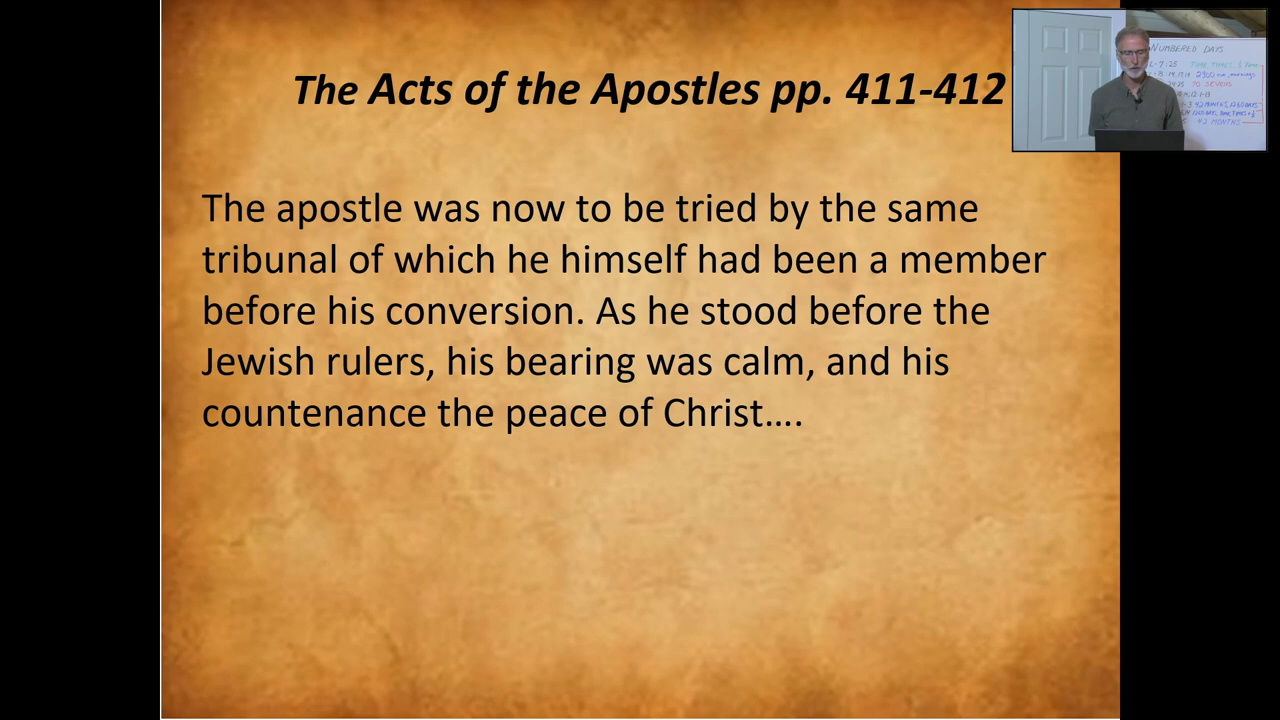 The Acts of the Apostles pp. 411-412
The apostle was now to be tried by the same
tribunal of which he himself had been a member
before his conversion. As he stood before the
Jewish rulers, his bearing was calm, and his
countenance the peace of Christ....
NUMBERED DAYS
42 MONTHS